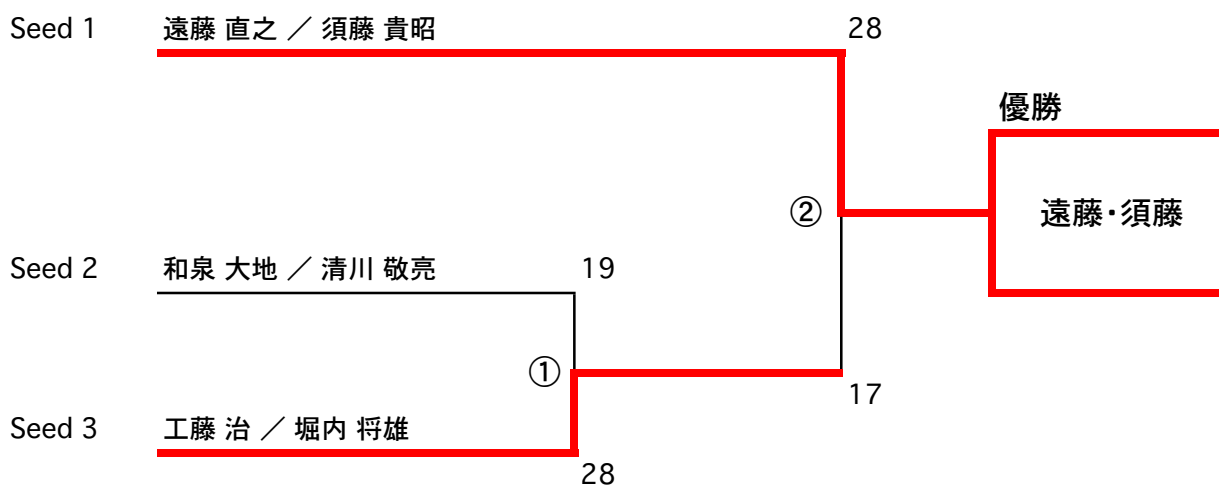 Seed 1 遠藤 直之 ／ 須藤 貴昭 28
優勝
② 遠藤・須藤
Seed 2 和泉 大地 ／ 清川 敬亮 19
①
17
Seed 3 工藤 治 ／ 堀内 将雄
28